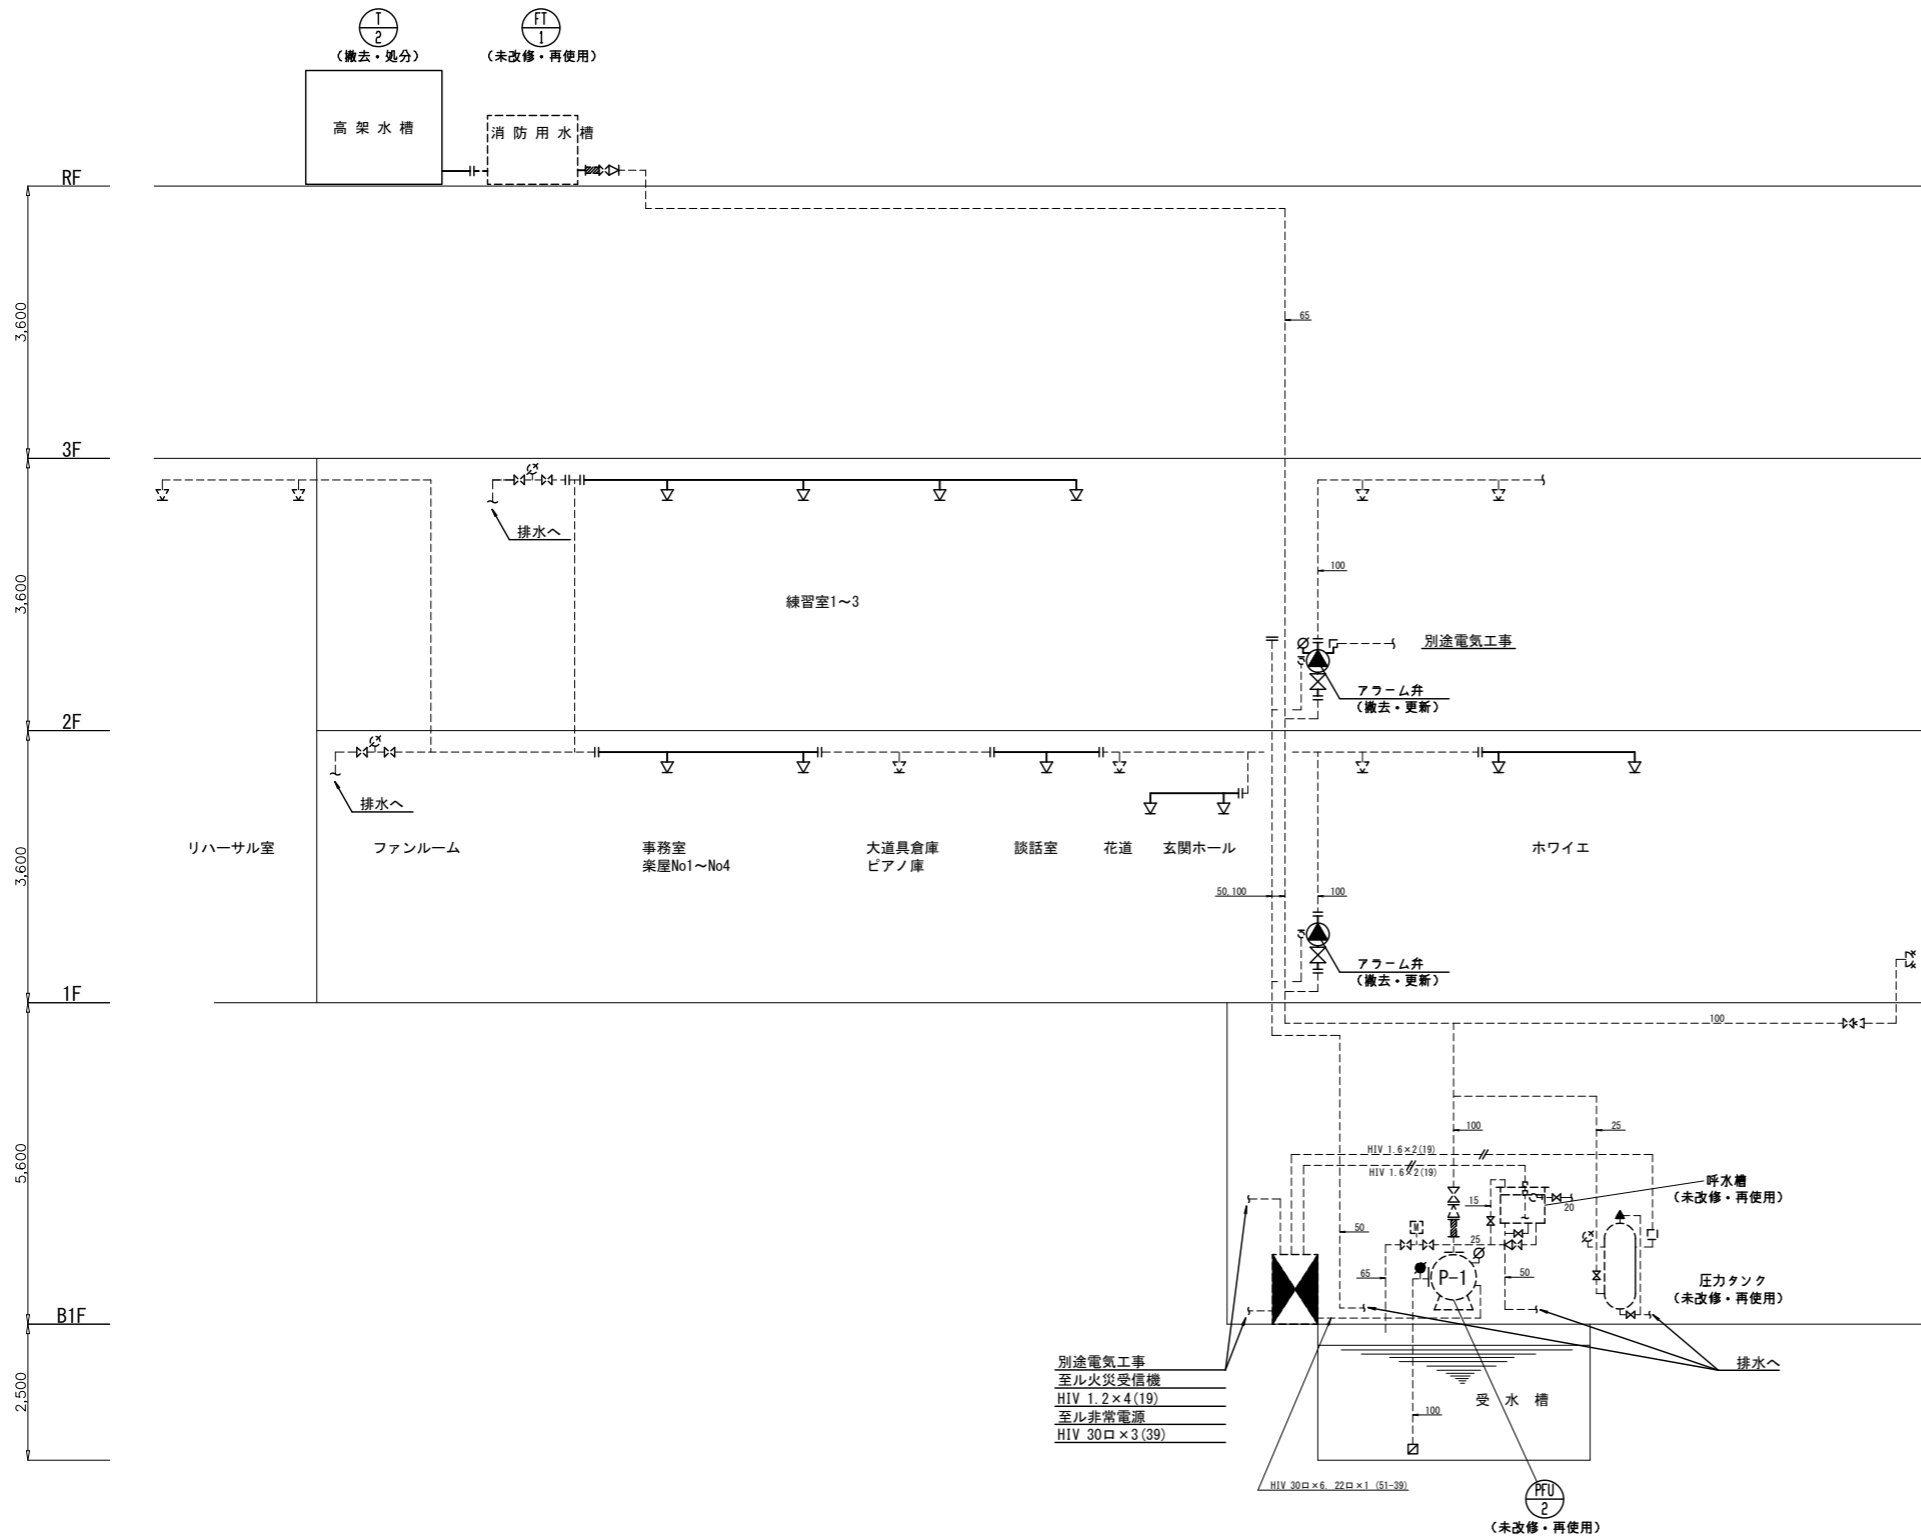 T
2
(撤去・処分)
FT
1
(未改修・再使用)
高 架 水 槽
消 防 用 水 槽
RF
3,600
65
3F
排水へ
3,600
100
練習室1～3
別途電気工事
アラーム弁
(撤去・更新)
2F
排水へ
3,600
リハーサル室
ファンルーム
事務室
楽屋No1～No4
大道具倉庫
ピアノ庫
談話室
花道
玄関ホール
ホワイエ
50,100
100
アラーム弁
(撤去・更新)
1F
100
5,600
100
25
HIV 1.6×2(19)
HIV 1.6×2(19)
呼水槽
(未改修・再使用)
15
20
50
M
25
65
P-1
50
圧力タンク
(未改修・再使用)
B1F
2,500
別途電気工事
至ル火災受信機
HIV 1.2×4(19)
至ル非常電源
HIV 30□×3(39)
排水へ
受 水 槽
100
HIV 30□×6. 22□×1 (51-39)
PFU
2
(未改修・再使用)